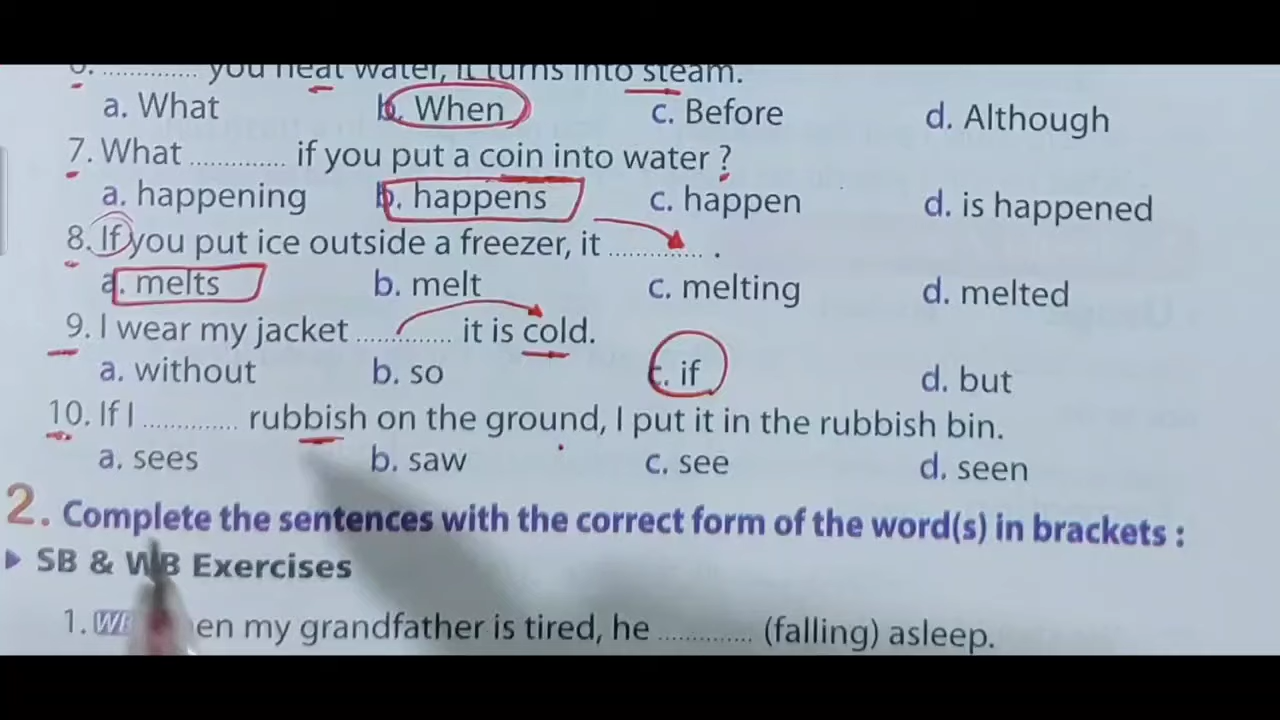 6. ............. you heat water, it turns into steam.
a. What b. When c. Before d. Although
7. What ............. if you put a coin into water ?
a. happening b. happens c. happen d. is happened
8. If you put ice outside a freezer, it ............. .
a. melts b. melt c. melting d. melted
9. I wear my jacket ............. it is cold.
a. without b. so c. if d. but
10. If I ............. rubbish on the ground, I put it in the rubbish bin.
a. sees b. saw c. see d. seen
2. Complete the sentences with the correct form of the word(s) in brackets :
SB & WB Exercises
1. my grandfather is tired, he ............. (falling) asleep.